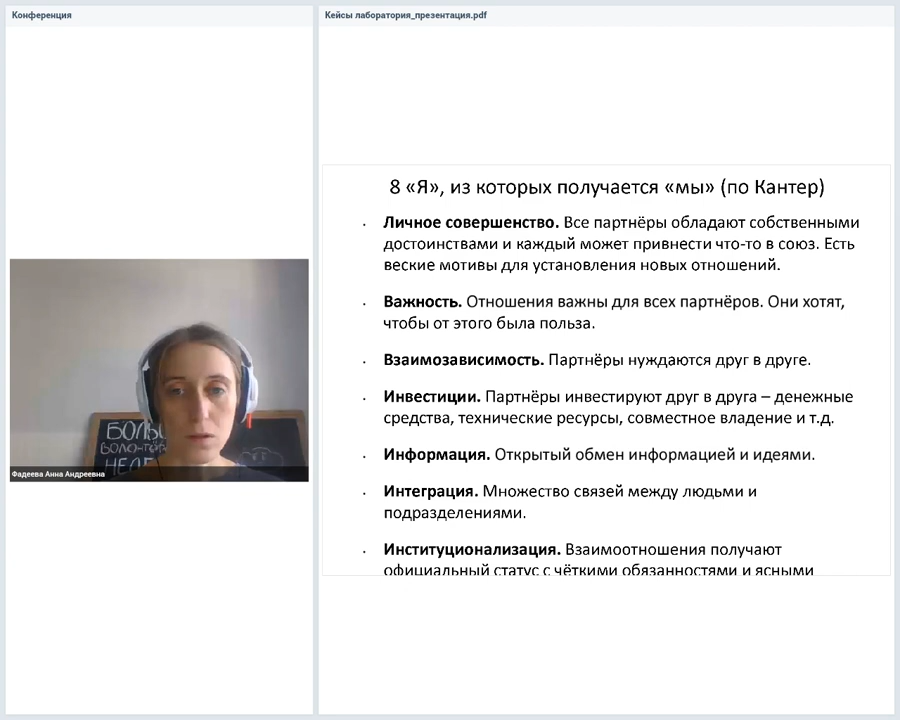 Конференция
Кейсы лаборатория_презентация.pdf
8 «Я», из которых получается «мы» (по Кантер)
Личное совершенство. Все партнёры обладают собственными
достоинствами и каждый может привнести что-то в союз. Есть
веские мотивы для установления новых отношений.
Важность. Отношения важны для всех партнёров. Они хотят,
чтобы от этого была польза.
Взаимозависимость. Партнёры нуждаются друг в друге.
Инвестиции. Партнёры инвестируют друг в друга – денежные
средства, технические ресурсы, совместное владение и т.д.
Информация. Открытый обмен информацией и идеями.
Интеграция. Множество связей между людьми и
подразделениями.
Институционализация. Взаимоотношения получают
официальный статус с чёткими обязанностями и ясными
Фадеева Анна Андреевна